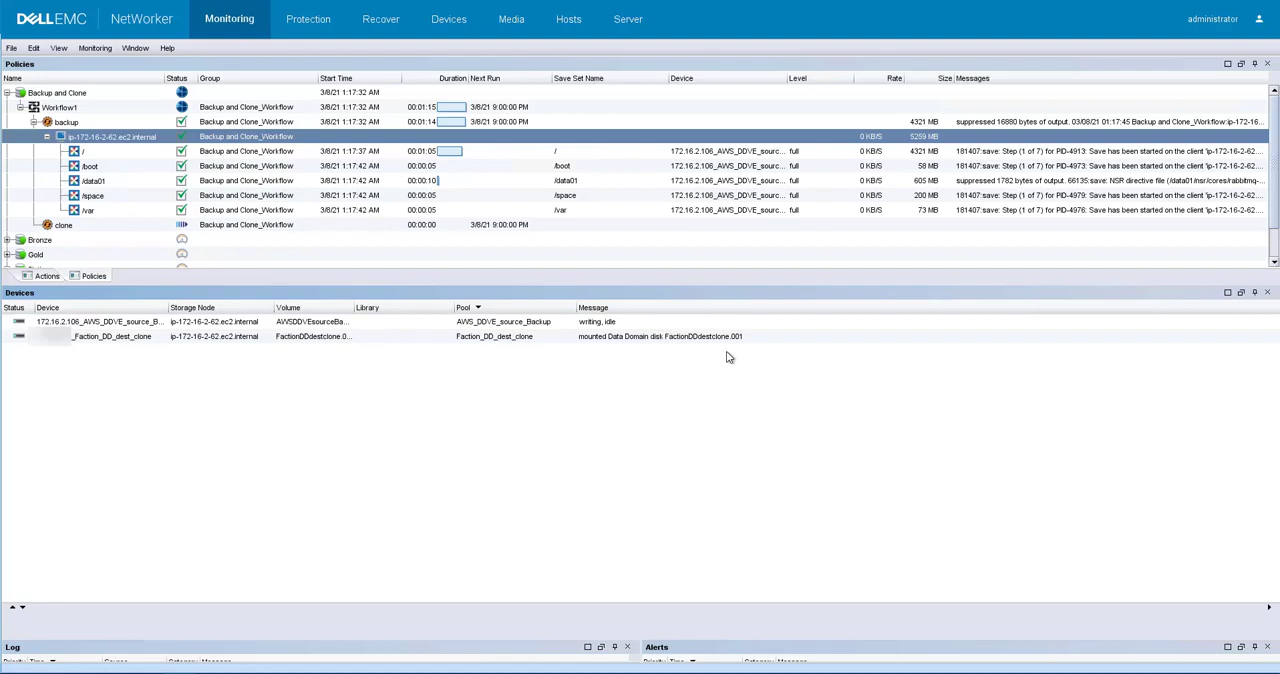 DELL EMC NetWorker Monitoring Protection Recover Devices Media Hosts Server administrator
File Edit View Monitoring Window Help
Policies
Name Status Group Start Time Duration Next Run Save Set Name Device Level Rate Size Messages
Backup and Clone 3/8/21 1:17:32 AM
Workflow1 Backup and Clone_Workflow 3/8/21 1:17:32 AM 00:01:15 3/8/21 9:00:00 PM
backup Backup and Clone_Workflow 3/8/21 1:17:32 AM 00:01:14 3/8/21 9:00:00 PM 4321 MB suppressed 16880 bytes of output. 03/08/21 01:17:45 Backup and Clone_Workflow:ip-172-16...
ip-172-16-2-62.ec2.internal Backup and Clone_Workflow 0 KB/S 5259 MB
/ Backup and Clone_Workflow 3/8/21 1:17:37 AM 00:01:05 / 172.16.2.106_AWS_DDVE_sourc... full 0 KB/S 4321 MB 181407:save: Step (1 of 7) for PID-4913: Save has been started on the client 'ip-172-16-2-62....
/boot Backup and Clone_Workflow 3/8/21 1:17:42 AM 00:00:05 /boot 172.16.2.106_AWS_DDVE_sourc... full 0 KB/S 58 MB 181407:save: Step (1 of 7) for PID-4963: Save has been started on the client 'ip-172-16-2-62....
/data01 Backup and Clone_Workflow 3/8/21 1:17:42 AM 00:00:10 /data01 172.16.2.106_AWS_DDVE_sourc... full 0 KB/S 605 MB suppressed 1782 bytes of output. 66135:save: NSR directive file (/data01/nsr/cores/rabbitmq-...
/space Backup and Clone_Workflow 3/8/21 1:17:42 AM 00:00:05 /space 172.16.2.106_AWS_DDVE_sourc... full 0 KB/S 200 MB 181407:save: Step (1 of 7) for PID-4980: Save has been started on the client 'ip-172-16-2-62....
/var Backup and Clone_Workflow 3/8/21 1:17:42 AM 00:00:05 /var 172.16.2.106_AWS_DDVE_sourc... full 0 KB/S 73 MB 181407:save: Step (1 of 7) for PID-4976: Save has been started on the client 'ip-172-16-2-62....
clone Backup and Clone_Workflow 00:00:00 3/8/21 9:00:00 PM
Bronze
Gold
Actions Policies
Devices
Status Device Storage Node Volume Library Pool Message
172.16.2.106_AWS_DDVE_source_B... ip-172-16-2-62.ec2.internal AWSDDVEsourceBa... AWS_DDVE_source_Backup writing, idle
_Faction_DD_dest_clone ip-172-16-2-62.ec2.internal FactionDDdestclone.0... Faction_DD_dest_clone mounted Data Domain disk FactionDDdestclone.001
Log Alerts
Priority Time Source Category Message Priority Time Category Message